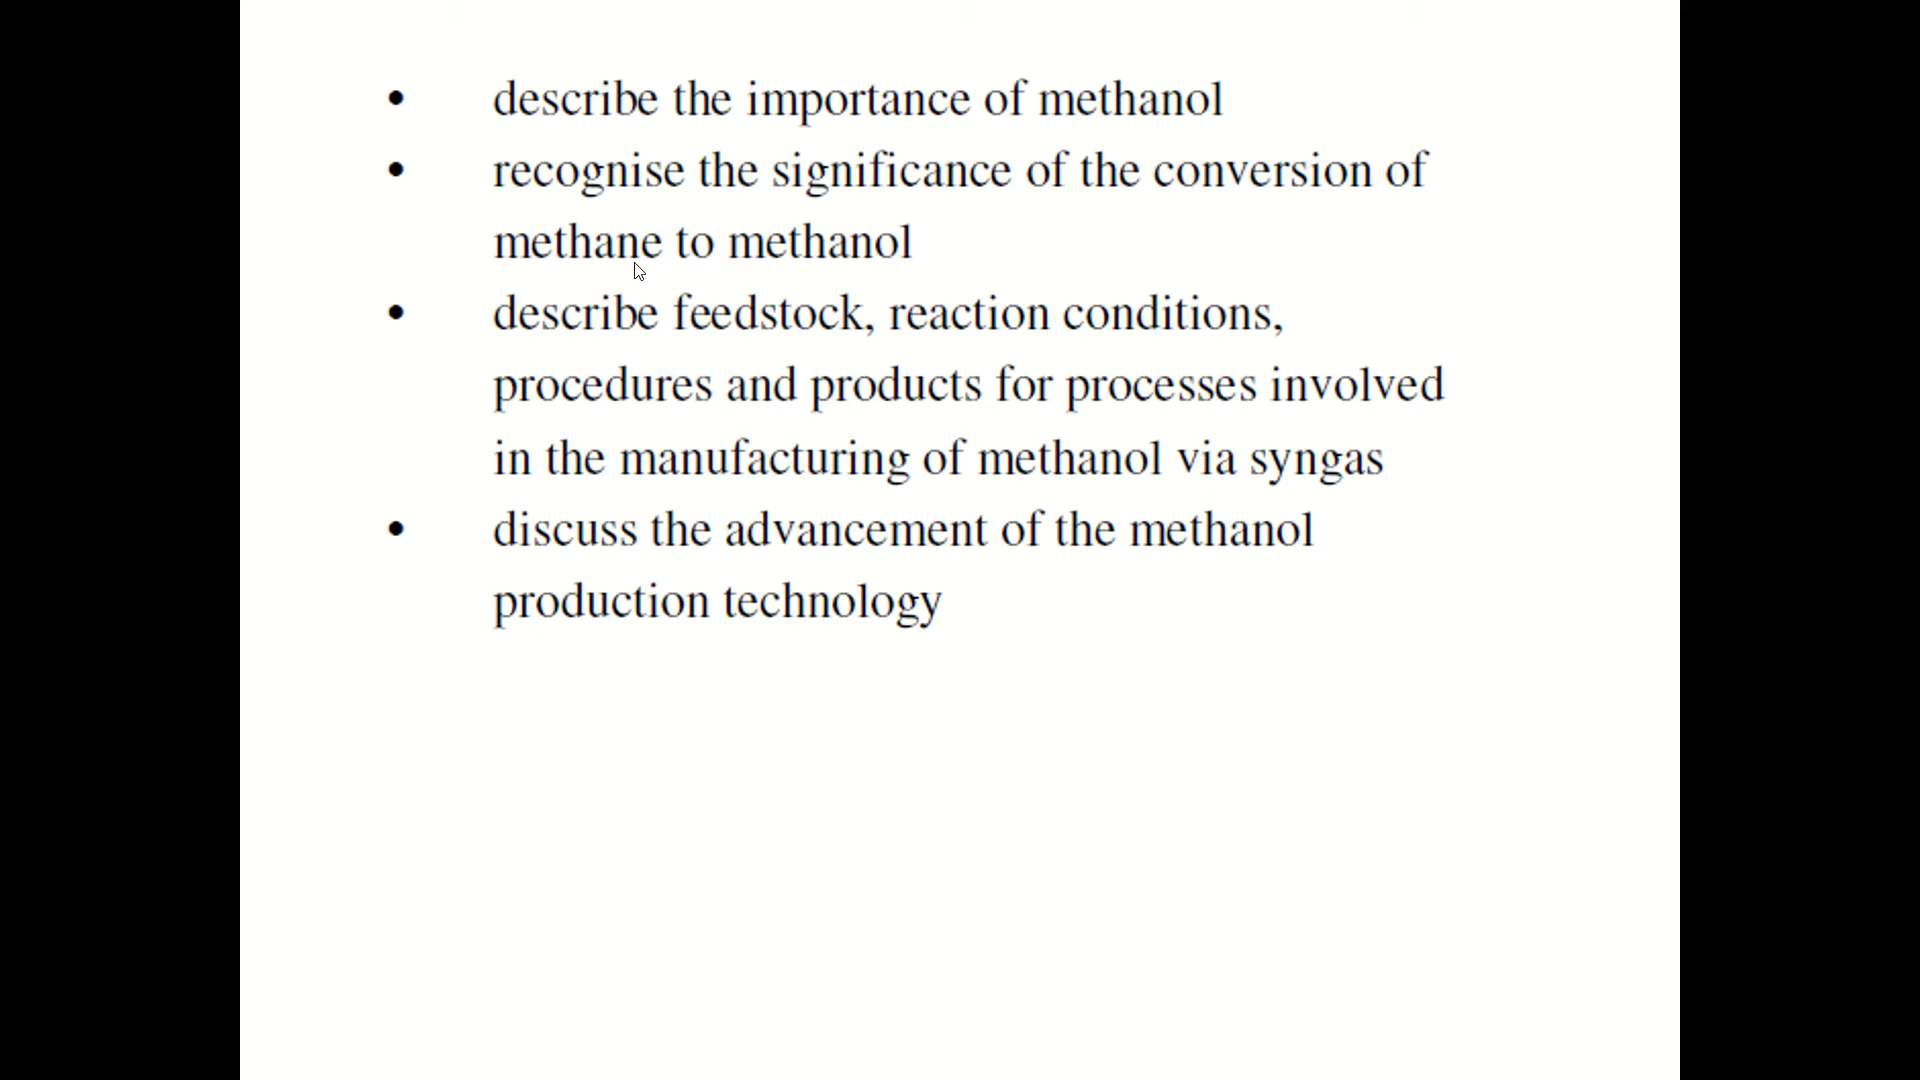 • describe the importance of methanol
• recognise the significance of the conversion of
methane to methanol
• describe feedstock, reaction conditions,
procedures and products for processes involved
in the manufacturing of methanol via syngas
• discuss the advancement of the methanol
production technology